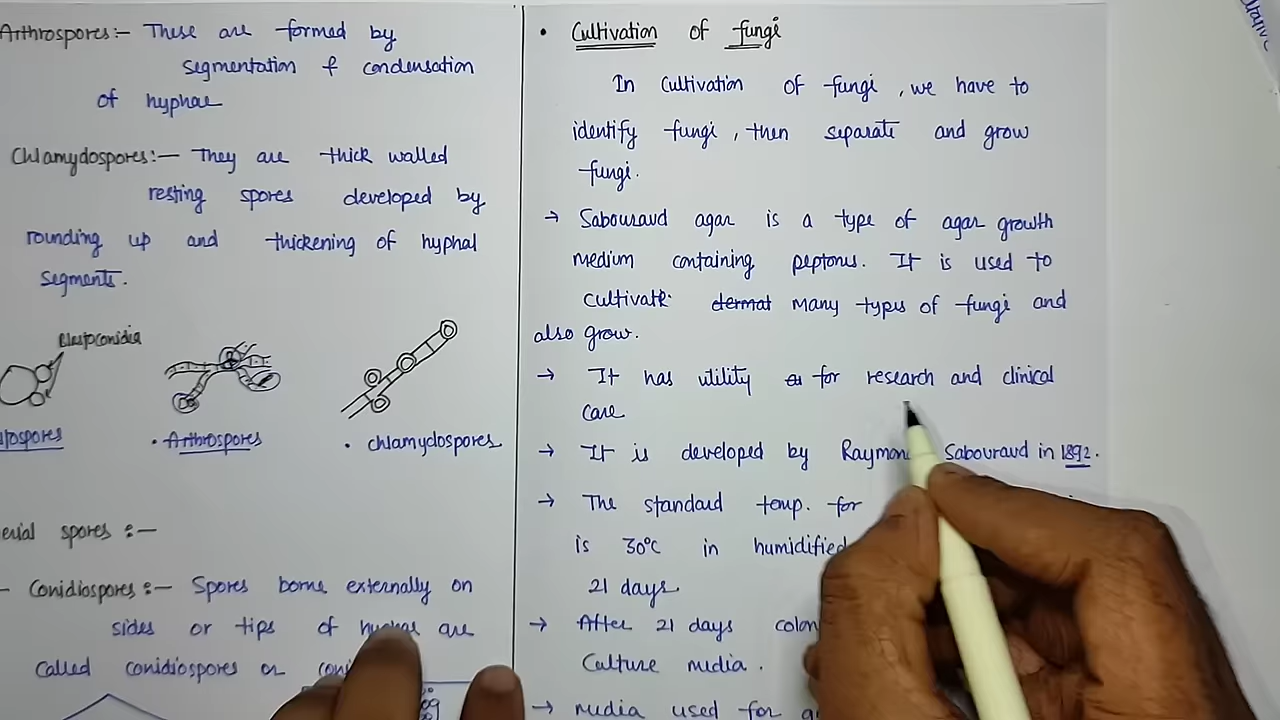 Arthrospores:- These are formed by
segmentation & condensation
of hyphae
Chlamydospores:- They are thick walled
resting spores developed by
rounding up and thickening of hyphal
segments.
Blastoconidia
Arthrospores
• Chlamydospores
spores :-
Conidiospores:- Spores borne externally on
sides or tips of are
called conidiospores or
• Cultivation of fungi
In cultivation of fungi, we have to
identify fungi, then separate and grow
fungi.
→ Sabouraud agar is a type of agar growth
medium containing peptones. It is used to
cultivate many types of fungi and
also grow.
→ It has utility for research and clinical
care
→ It is developed by Sabouraud in 1892.
→ The standard temp. for
is 30°C in humidified
21 days
→ After 21 days
Culture media.
→ media used for